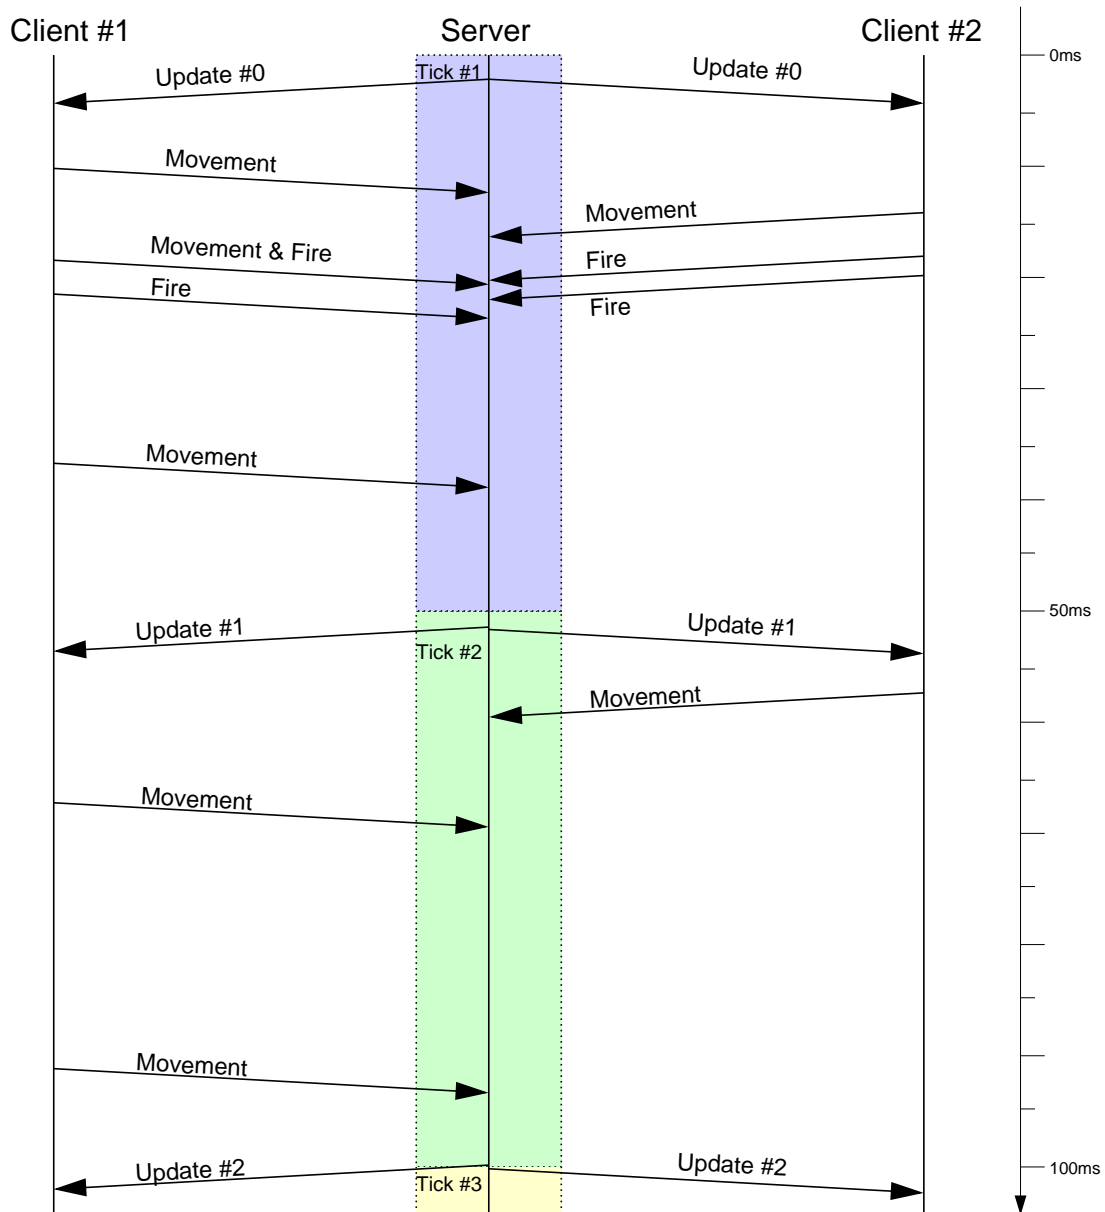 Client #1
Server
Client #2
0ms
Tick #1
Update #0
Update #0
Movement
Movement
Movement & Fire
Fire
Fire
Fire
Movement
50ms
Update #1
Update #1
Tick #2
Movement
Movement
Movement
Update #2
Update #2
100ms
Tick #3